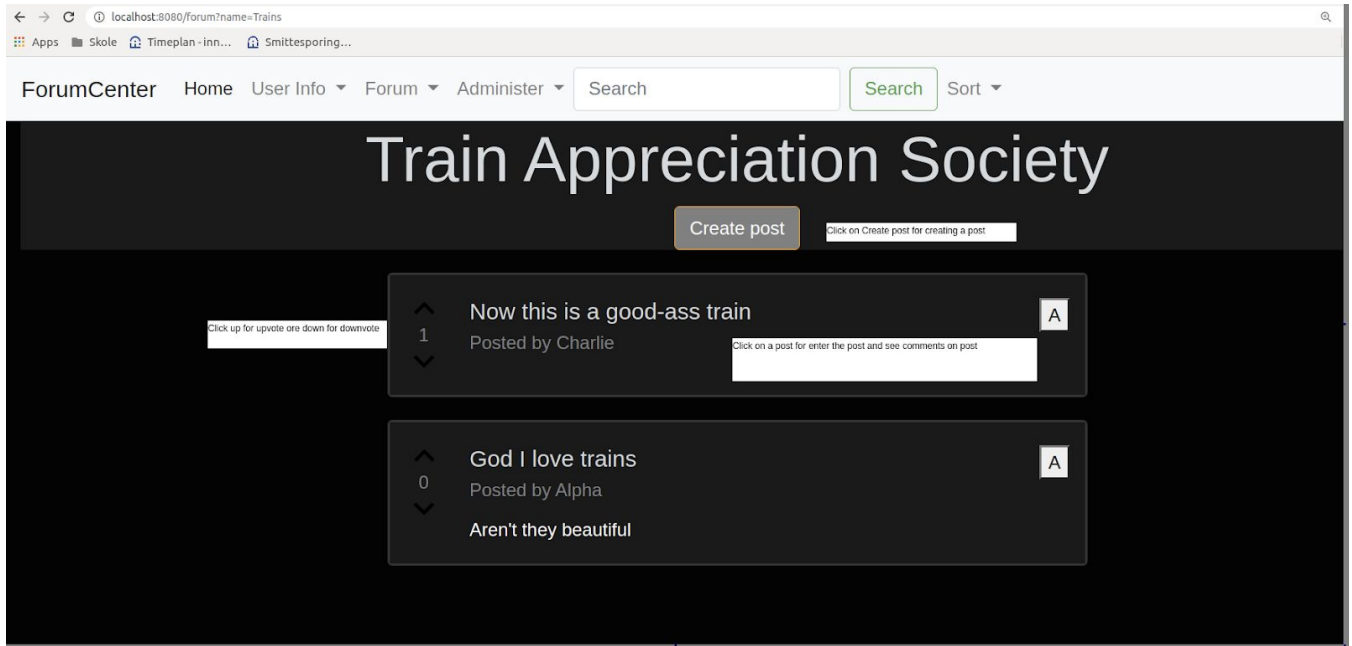 localhost:8080/forum?name=Trains
Apps Skole Timeplan - inn... Smittesporing...
ForumCenter Home User Info Forum Administer Search Search Sort
Train Appreciation Society
Create post Click on Create post for creating a post
Now this is a good-ass train A
Click up for upvote ore down for downvote 1 Posted by Charlie Click on a post for enter the post and see comments on post
God I love trains A
0 Posted by Alpha
Aren't they beautiful